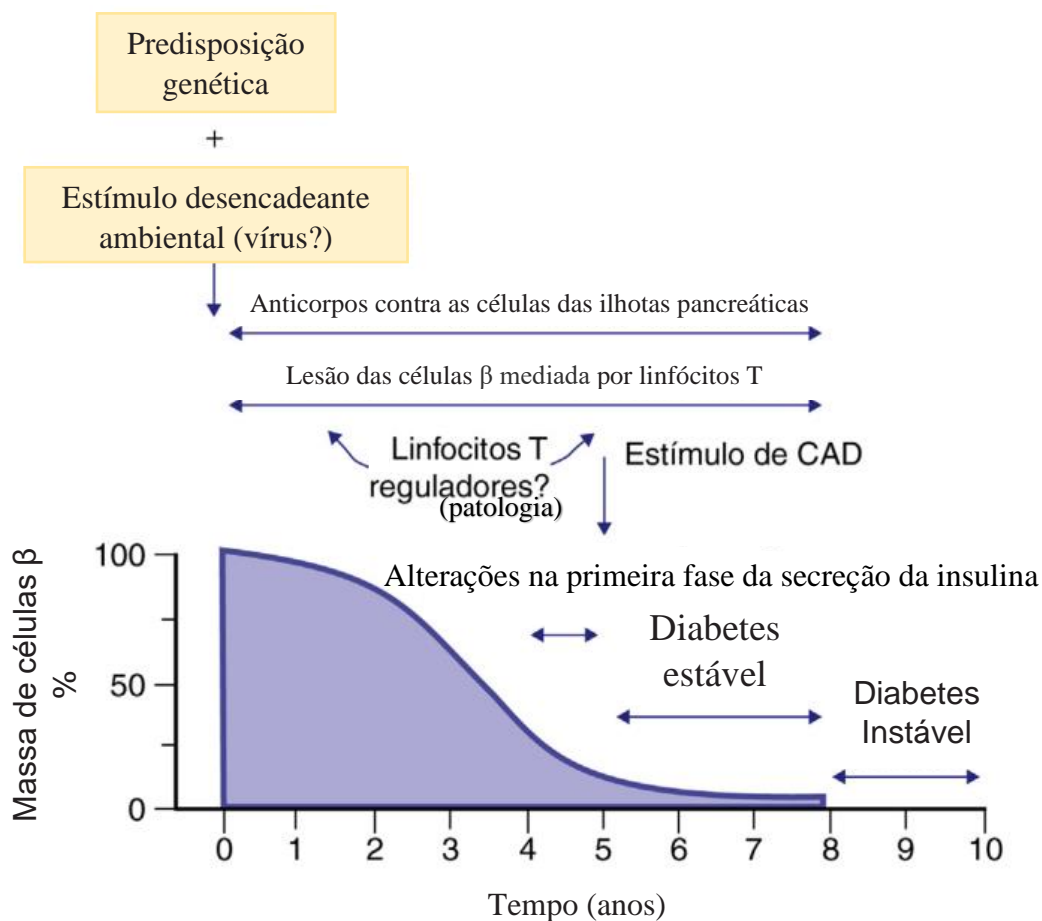 Predisposição
genética
+
Estímulo desencadeante
ambiental (vírus?)
Anticorpos contra as células das ilhotas pancreáticas
Lesão das células β mediada por linfócitos T
Linfocitos T
reguladores?
(patologia)
Estímulo de CAD
Alterações na primeira fase da secreção da insulina
Diabetes
estável
Diabetes
Instável
Massa de células β
%
100
50
0
0 1 2 3 4 5 6 7 8 9 10
Tempo (anos)